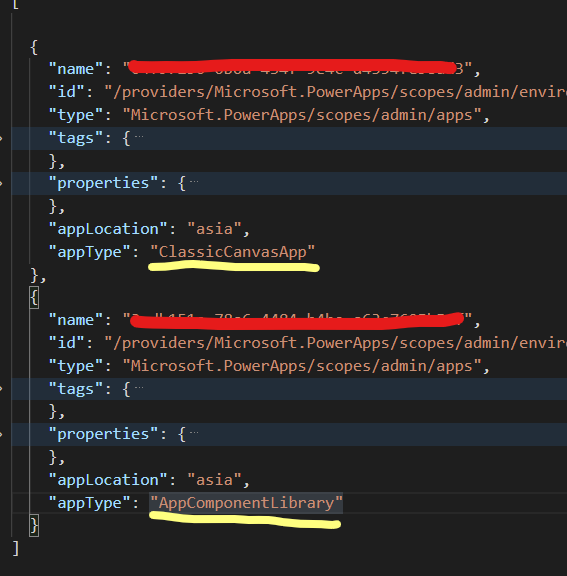 [
{
"name": "3",
"id": "/providers/Microsoft.PowerApps/scopes/admin/enviro
"type": "Microsoft.PowerApps/scopes/admin/apps",
"tags": {…
},
"properties": {…
},
"appLocation": "asia",
"appType": "ClassicCanvasApp"
},
{
"name": "",
"id": "/providers/Microsoft.PowerApps/scopes/admin/enviro
"type": "Microsoft.PowerApps/scopes/admin/apps",
"tags": {…
},
"properties": {…
},
"appLocation": "asia",
"appType": "AppComponentLibrary"
}
]